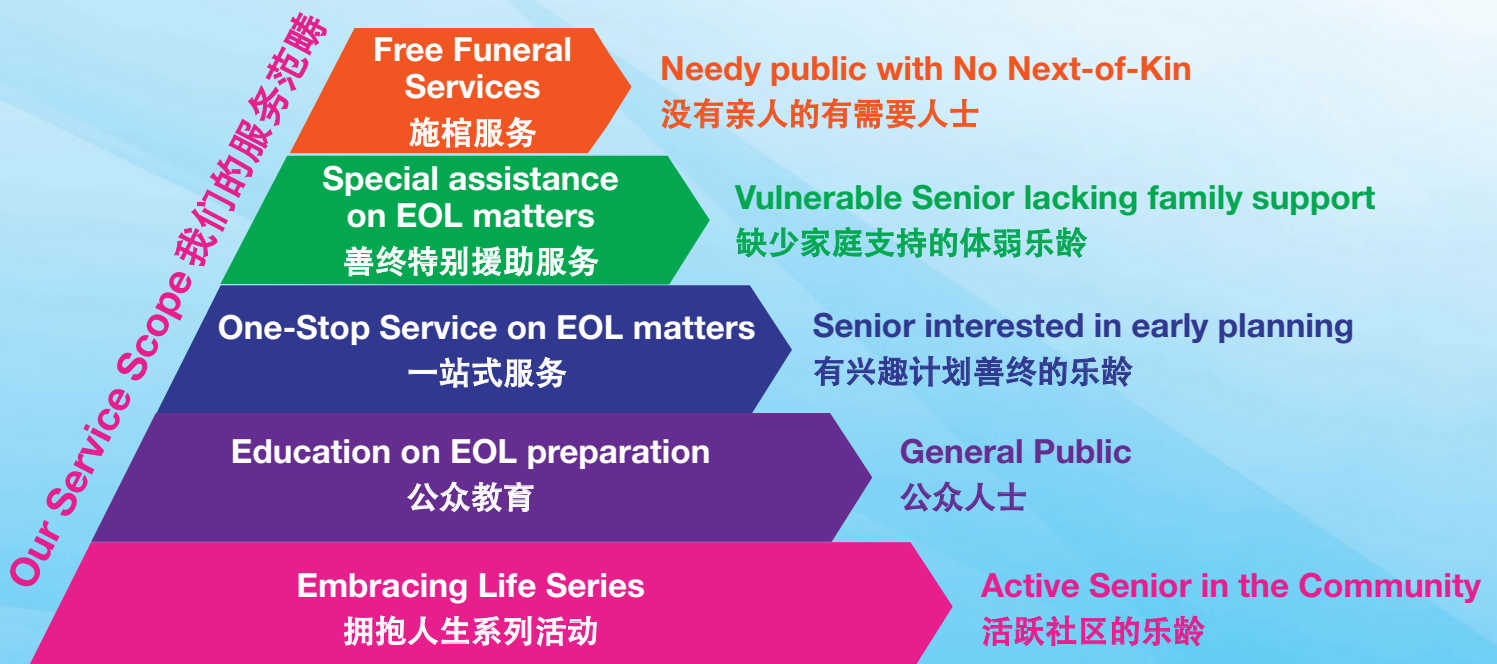 Our Service Scope 我们的服务范畴
Free Funeral
Services
施棺服务
Needy public with No Next-of-Kin
没有亲人的有需要人士
Special assistance
on EOL matters
善终特别援助服务
Vulnerable Senior lacking family support
缺少家庭支持的体弱乐龄
One-Stop Service on EOL matters
一站式服务
Senior interested in early planning
有兴趣计划善终的乐龄
Education on EOL preparation
公众教育
General Public
公众人士
Embracing Life Series
拥抱人生系列活动
Active Senior in the Community
活跃社区的乐龄